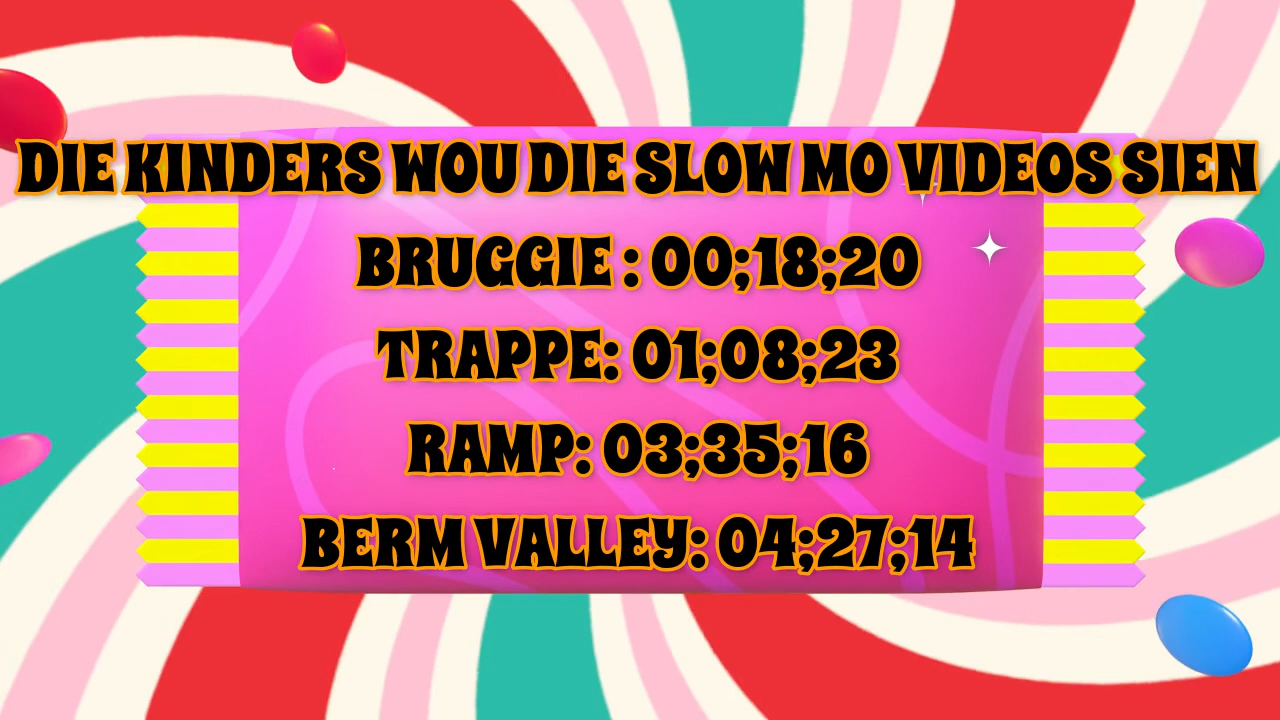 DIE KINDERS WOU DIE SLOW MO VIDEOS SIEN
BRUGGIE : 00;18;20
TRAPPE: 01;08;23
RAMP: 03;35;16
BERM VALLEY: 04;27;14